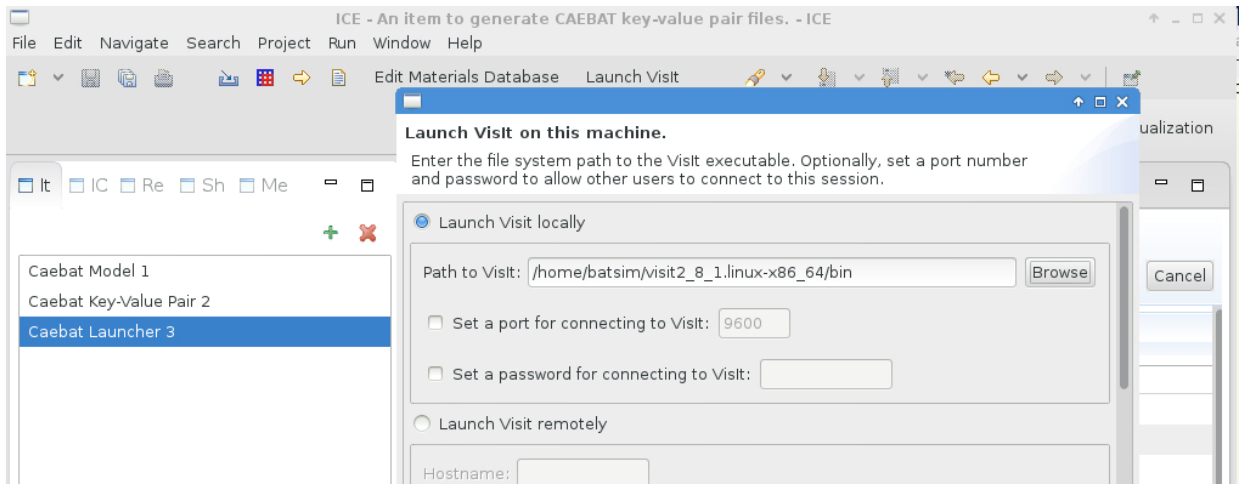 ICE - An item to generate CAEBAT key-value pair files. - ICE
File Edit Navigate Search Project Run Window Help
Edit Materials Database Launch VisIt
Launch VisIt on this machine.
ualization
Enter the file system path to the VisIt executable. Optionally, set a port number
and password to allow other users to connect to this session.
It IC Re Sh Me
Launch Visit locally
Caebat Model 1
Path to VisIt: /home/batsim/visit2_8_1.linux-x86_64/bin Browse
Cancel
Caebat Key-Value Pair 2
Set a port for connecting to VisIt: 9600
Caebat Launcher 3
Set a password for connecting to VisIt:
Launch Visit remotely
Hostname: